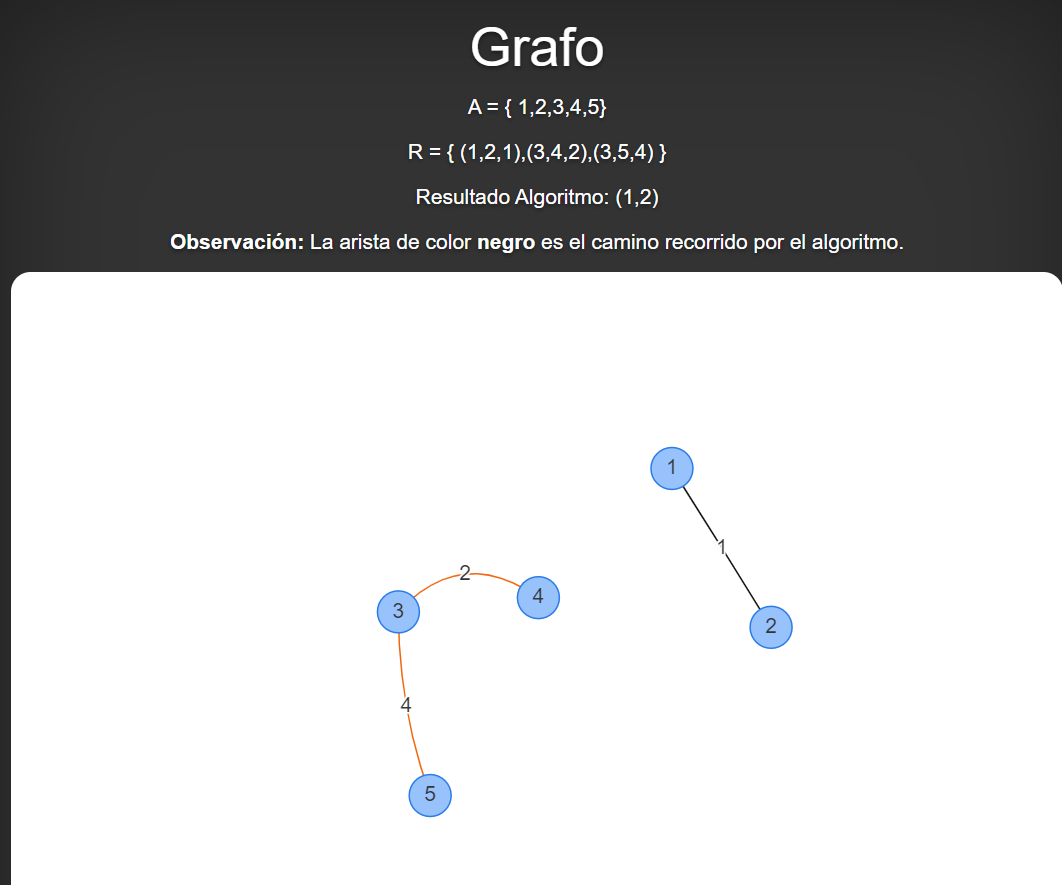 Grafo
A = { 1,2,3,4,5}
R = { (1,2,1),(3,4,2),(3,5,4) }
Resultado Algoritmo: (1,2)
Observación: La arista de color negro es el camino recorrido por el algoritmo.
1
1
2
4
3
2
4
5